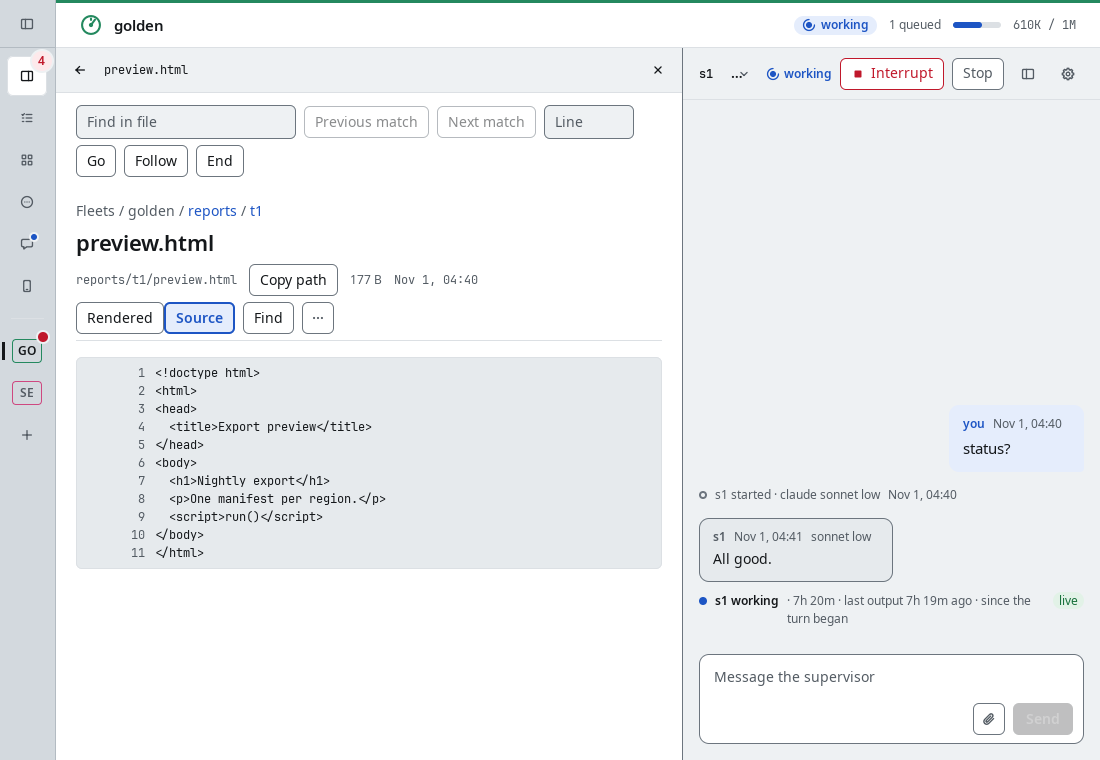 golden
working
1 queued
610K / 1M
4
GO
SE
preview.html
Find in file
Previous match
Next match
Line
Go
Follow
End
Fleets / golden / reports / t1
preview.html
reports/t1/preview.html
Copy path
177 B
Nov 1, 04:40
Rendered
Source
Find
...
1 <!doctype html>
2 <html>
3 <head>
4 <title>Export preview</title>
5 </head>
6 <body>
7 <h1>Nightly export</h1>
8 <p>One manifest per region.</p>
9 <script>run()</script>
10 </body>
11 </html>
s1
...
working
Interrupt
Stop
you Nov 1, 04:40
status?
s1 started · claude sonnet low Nov 1, 04:40
s1 Nov 1, 04:41 sonnet low
All good.
s1 working · 7h 20m · last output 7h 19m ago · since the
turn began
live
Message the supervisor
Send